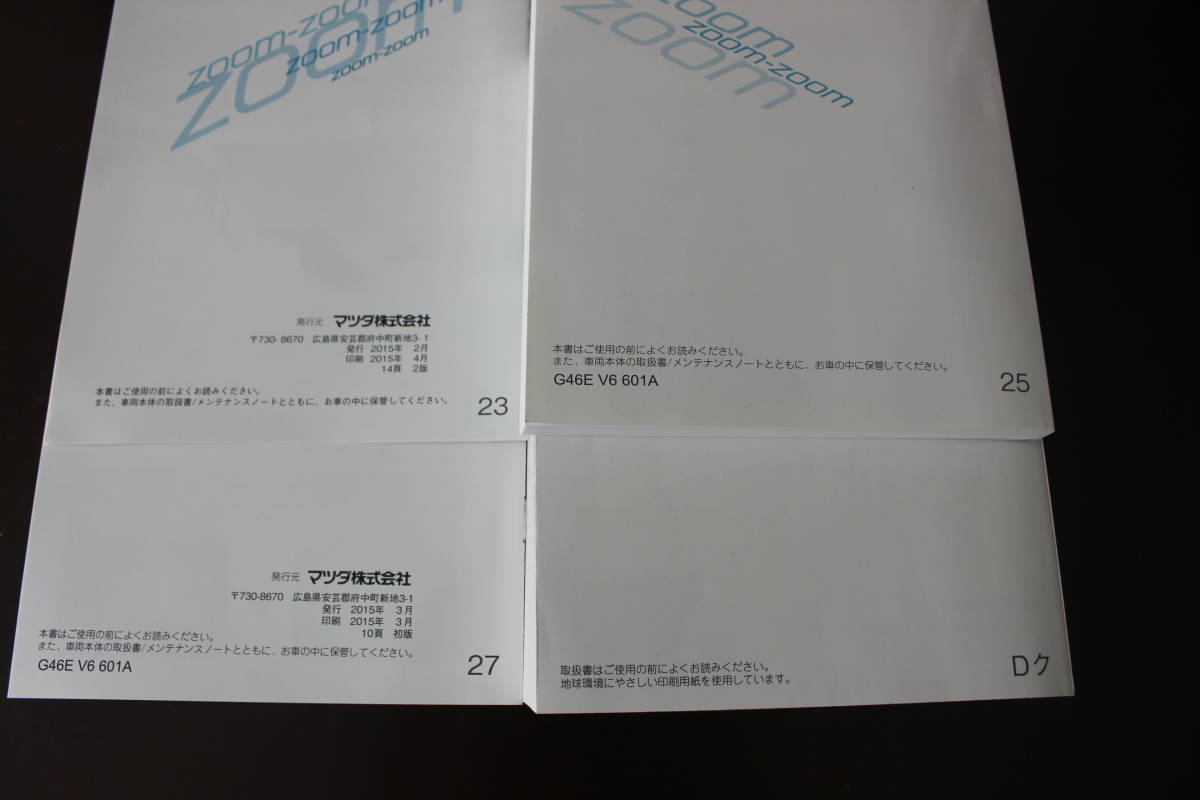 zoom-zoom
zoom
zoom-zoom
zoom-zoom
発行元 マツダ株式会社
〒730-8670 広島県安芸郡府中町新地3-1
発行 2015年 2月
印刷 2015年 4月
14頁 2版
本書はご使用の前によくお読みください。
また、車両本体の取扱書/メンテナンスノートとともに、お車の中に保管してください。
23
zoom
zoom-zoom
zoom
本書はご使用の前によくお読みください。
また、車両本体の取扱書/メンテナンスノートとともに、お車の中に保管してください。
G46E V6 601A
25
発行元 マツダ株式会社
〒730-8670 広島県安芸郡府中町新地3-1
発行 2015年 3月
印刷 2015年 3月
10頁 初版
本書はご使用の前によくお読みください。
また、車両本体の取扱書/メンテナンスノートとともに、お車の中に保管してください。
G46E V6 601A
27
取扱書はご使用の前によくお読みください。
地球環境にやさしい印刷用紙を使用しています。
Dク